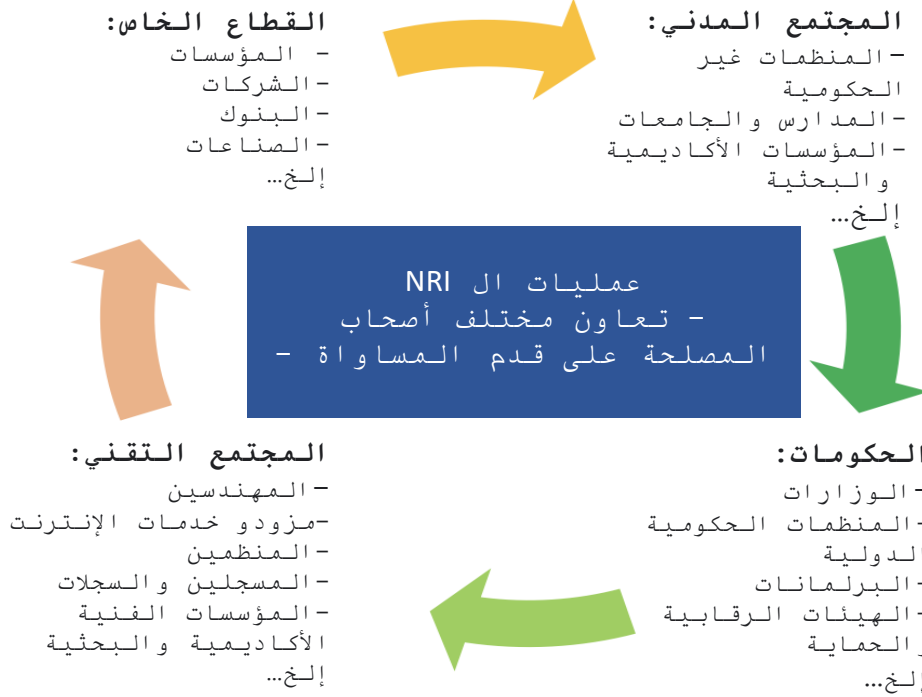 المجتمع المدني:
-المنظمات غير
الحكومية
-المدارس والجامعات
-المؤسسات الأكاديمية
والبحثية
إلخ...
القطاع الخاص:
- المؤسسات
-الشركات
-البنوك
-الصناعات
إلخ...
عمليات ال NRI
- تعاون مختلف أصحاب
المصلحة على قدم المساواة -
الحكومات:
-الوزارات
-المنظمات الحكومية
الدولية
-البرلمانات
-الهيئات الرقابية
والحماية
إلخ...
المجتمع التقني:
-المهندسين
-مزودو خدمات الإنترنت
-المنظمين
-المسجلين والسجلات
-المؤسسات الفنية
الأكاديمية والبحثية
إلخ...